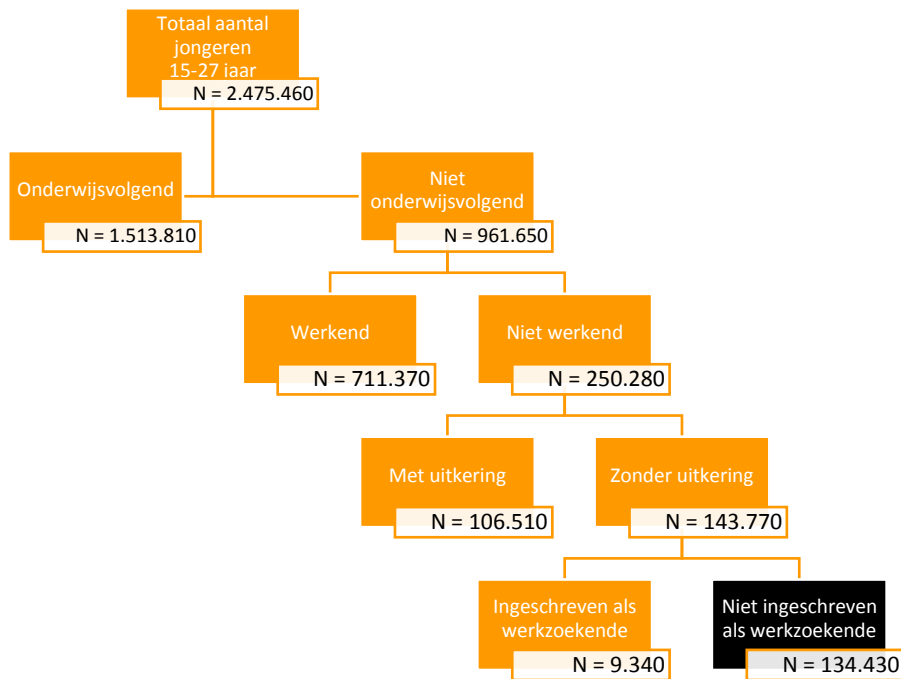 Totaal aantal
jongeren
15-27 jaar
N = 2.475.460
Onderwijsvolgend
N = 1.513.810
Niet
onderwijsvolgend
N = 961.650
Werkend
N = 711.370
Niet werkend
N = 250.280
Met uitkering
N = 106.510
Zonder uitkering
N = 143.770
Ingeschreven als
werkzoekende
N = 9.340
Niet ingeschreven
als werkzoekende
N = 134.430